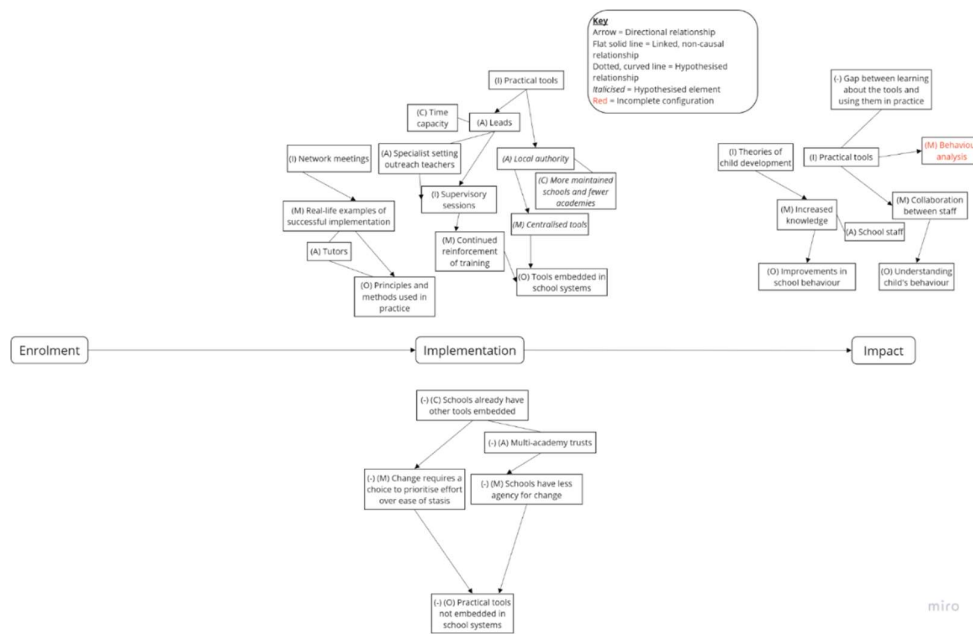 Key
Arrow = Directional relationship
Flat solid line = Linked, non-causal
relationship
Dotted, curved line = Hypothesised
relationship
Italicised = Hypothesised element
Red = Incomplete configuration
(I) Practical tools
(C) Time
capacity
(A) Leads
(I) Network meetings
(A) Specialist setting
outreach teachers
(A) Local authority
(C) More maintained
schools and fewer
academies
(I) Supervisory
sessions
(M) Real-life examples of
successful implementation
(M) Centralised tools
(A) Tutors
(M) Continued
reinforcement
of training
(O) Principles and
methods used in
practice
(O) Tools embedded in
school systems
(-) Gap between learning
about the tools and
using them in practice
(I) Theories of
child development
(I) Practical tools
(M) Behaviou
analysis
(M) Increased
knowledge
(M) Collaboration
between staff
(A) School staff
(O) Improvements in
school behaviour
(O) Understanding
child's behaviour
Enrolment
Implementation
Impact
(-) (C) Schools already have
other tools embedded
(-) (A) Multi-academy trusts
(-) (M) Change requires a
choice to prioritise effort
over ease of stasis
(-) (M) Schools have less
agency for change
(-) (O) Practical tools
not embedded in
school systems
miro